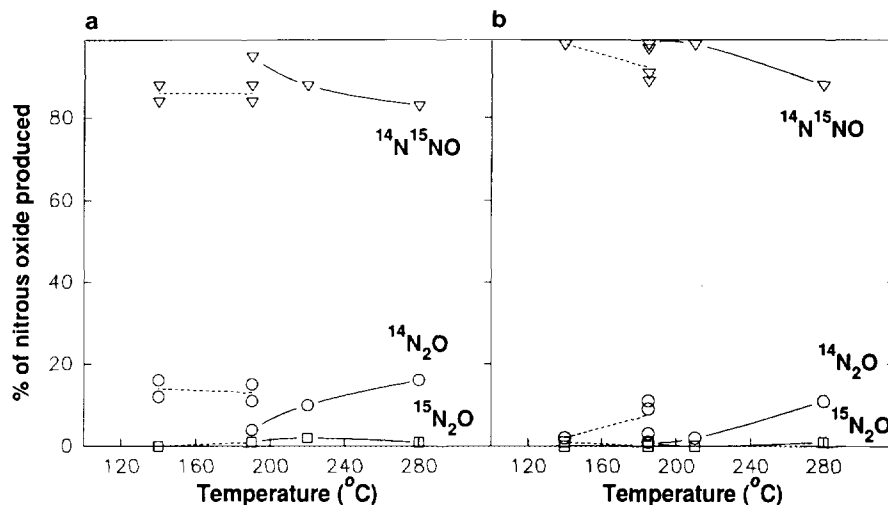 a
b
% of nitrous oxide produced
80
60
40
20
0
¹⁴N¹⁵NO
¹⁴N₂O
¹⁵N₂O
¹⁴N¹⁵NO
¹⁴N₂O
¹⁵N₂O
120 160 200 240 280
120 160 200 240 280
Temperature (°C)
Temperature (°C)